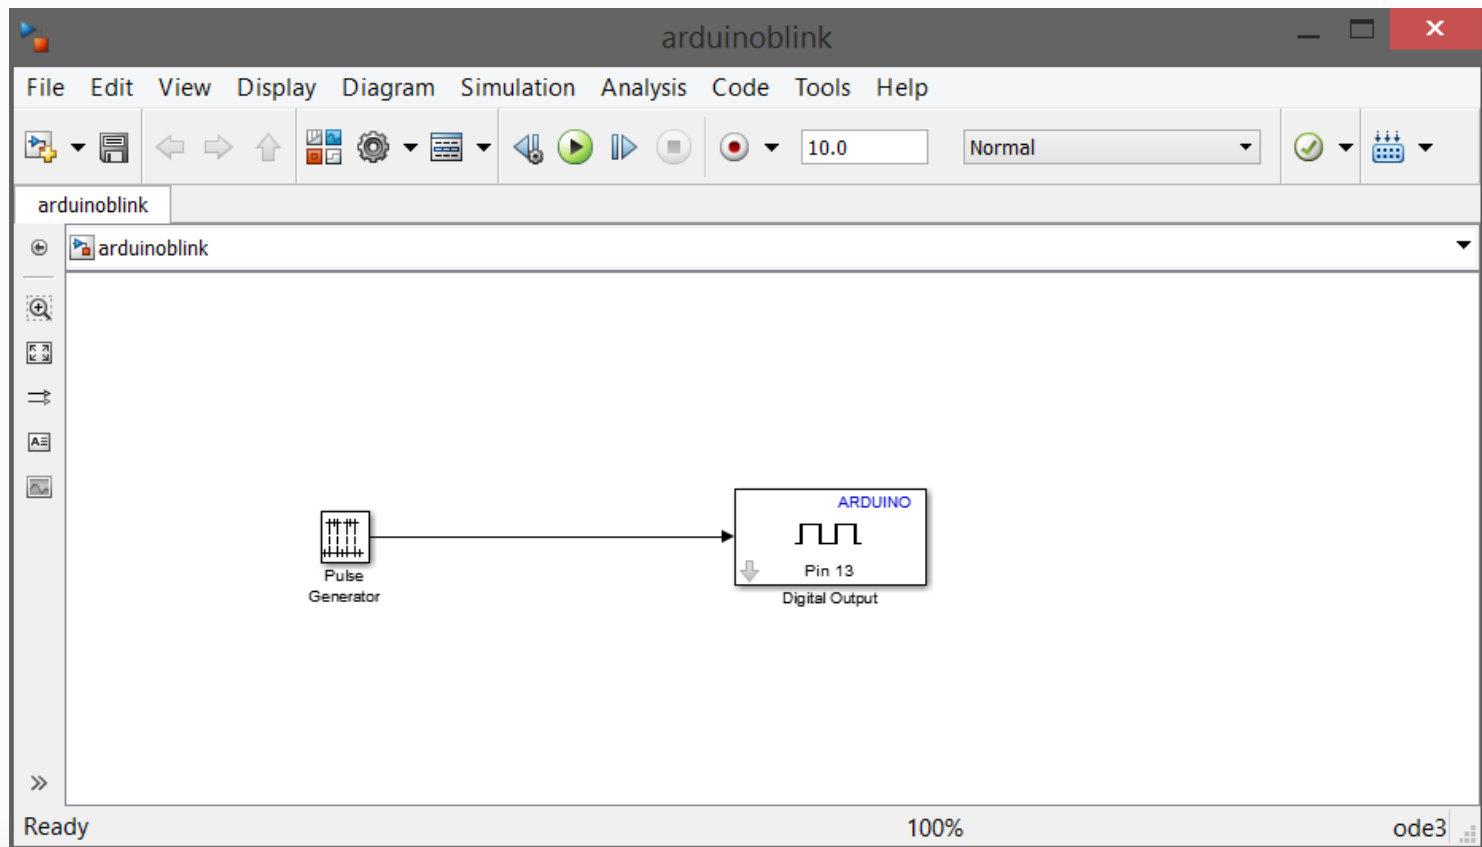 arduinoblink
File Edit View Display Diagram Simulation Analysis Code Tools Help
10.0 Normal
arduinoblink
arduinoblink
ARDUINO
Pin 13
Pulse
Generator
Digital Output
Ready 100% ode3